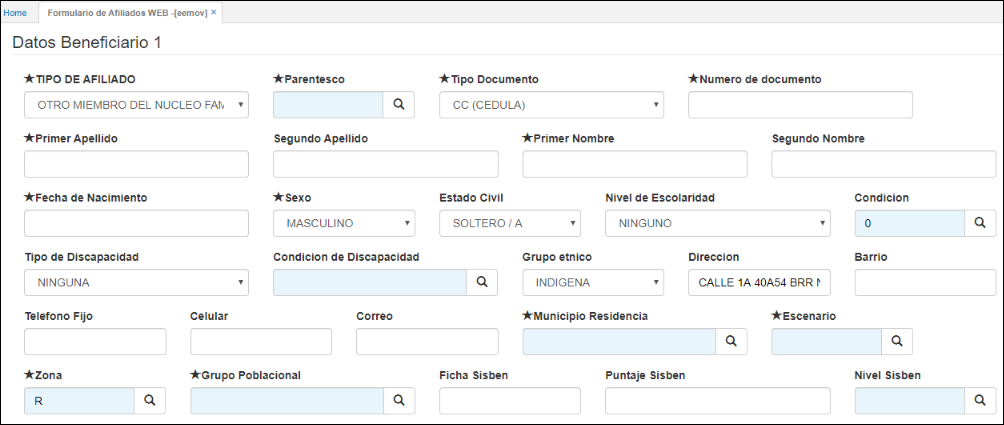 Home Formulario de Afiliados WEB -[eemov] ×
Datos Beneficiario 1
★TIPO DE AFILIADO ★Parentesco ★Tipo Documento ★Numero de documento
OTRO MIEMBRO DEL NUCLEO FAM CC (CEDULA)
★Primer Apellido Segundo Apellido ★Primer Nombre Segundo Nombre
★Fecha de Nacimiento ★Sexo Estado Civil Nivel de Escolaridad Condicion
MASCULINO SOLTERO / A NINGUNO 0
Tipo de Discapacidad Condicion de Discapacidad Grupo etnico Direccion Barrio
NINGUNA INDIGENA CALLE 1A 40A54 BRR N
Telefono Fijo Celular Correo ★Municipio Residencia ★Escenario
★Zona ★Grupo Poblacional Ficha Sisben Puntaje Sisben Nivel Sisben
R